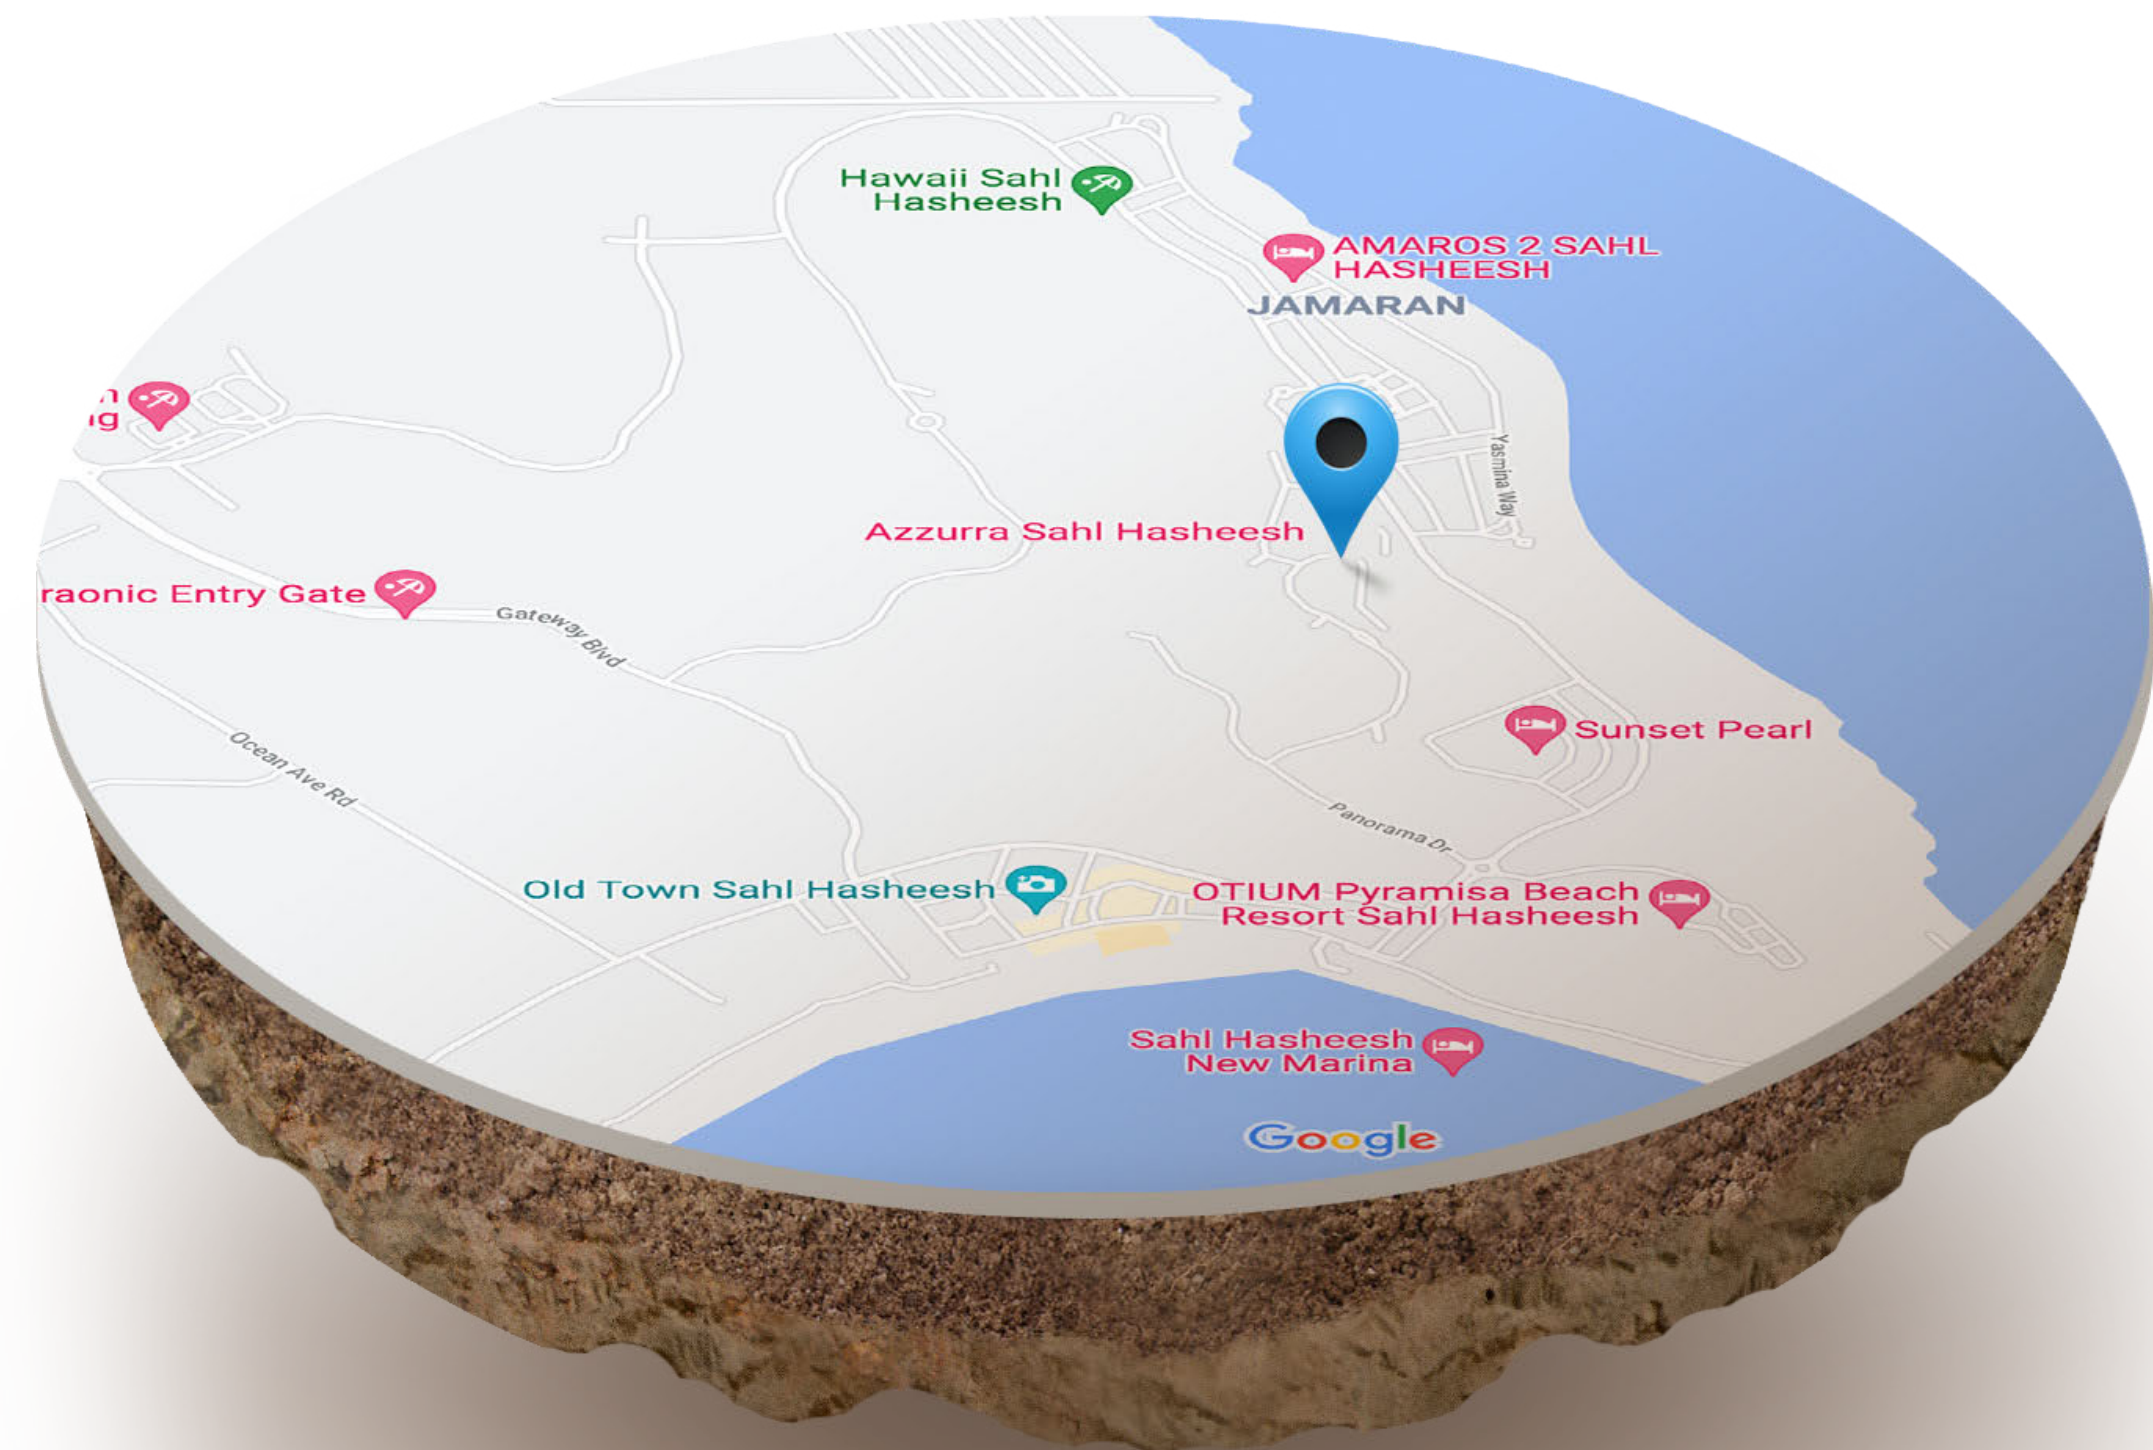 Hawaii Sahl
Hasheesh
AMAROS 2 SAHL
HASHEESH
JAMARAN
n
ng
Yasmina Way
Azzurra Sahl Hasheesh
raonic Entry Gate
Gateway Blvd
Sunset Pearl
Ocean Ave Rd
Panorama Dr
Old Town Sahl Hasheesh
OTIUM Pyramisa Beach
Resort Sahl Hasheesh
Sahl Hasheesh
New Marina
Google